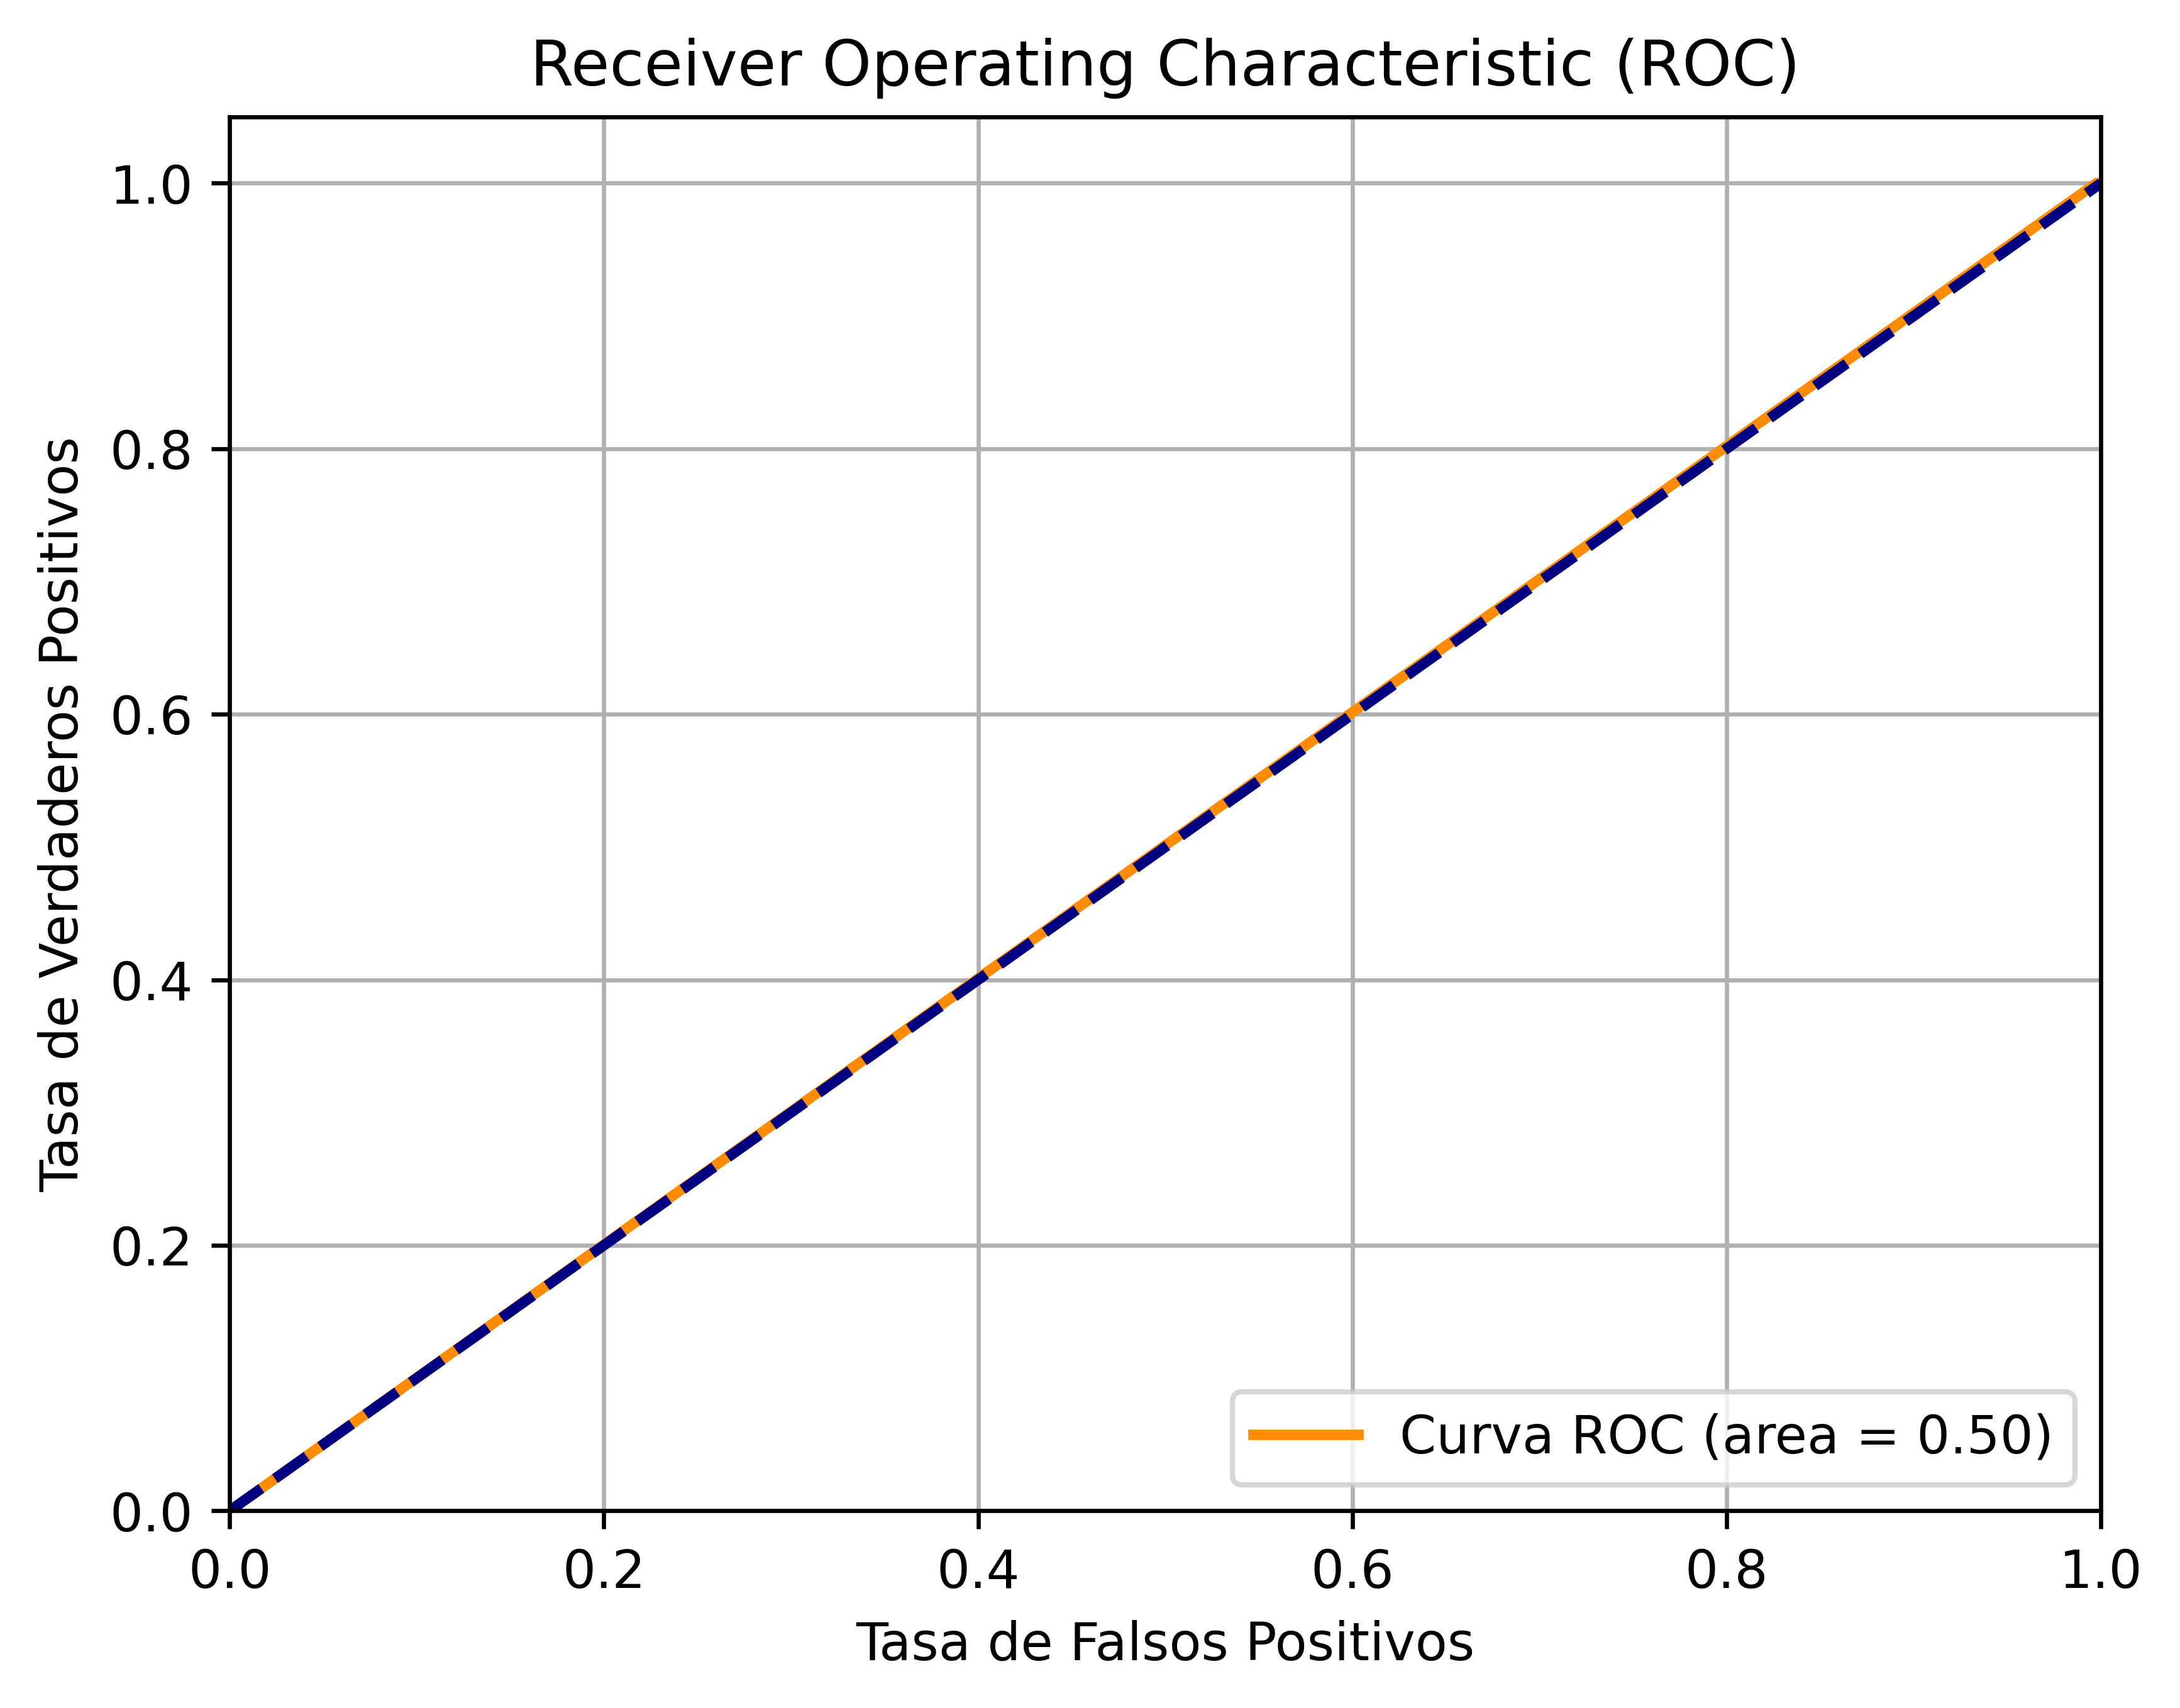 Receiver Operating Characteristic (ROC)
Tasa de Verdaderos Positivos
1.0
0.8
0.6
0.4
0.2
0.0
Curva ROC (area = 0.50)
0.0 0.2 0.4 0.6 0.8 1.0
Tasa de Falsos Positivos